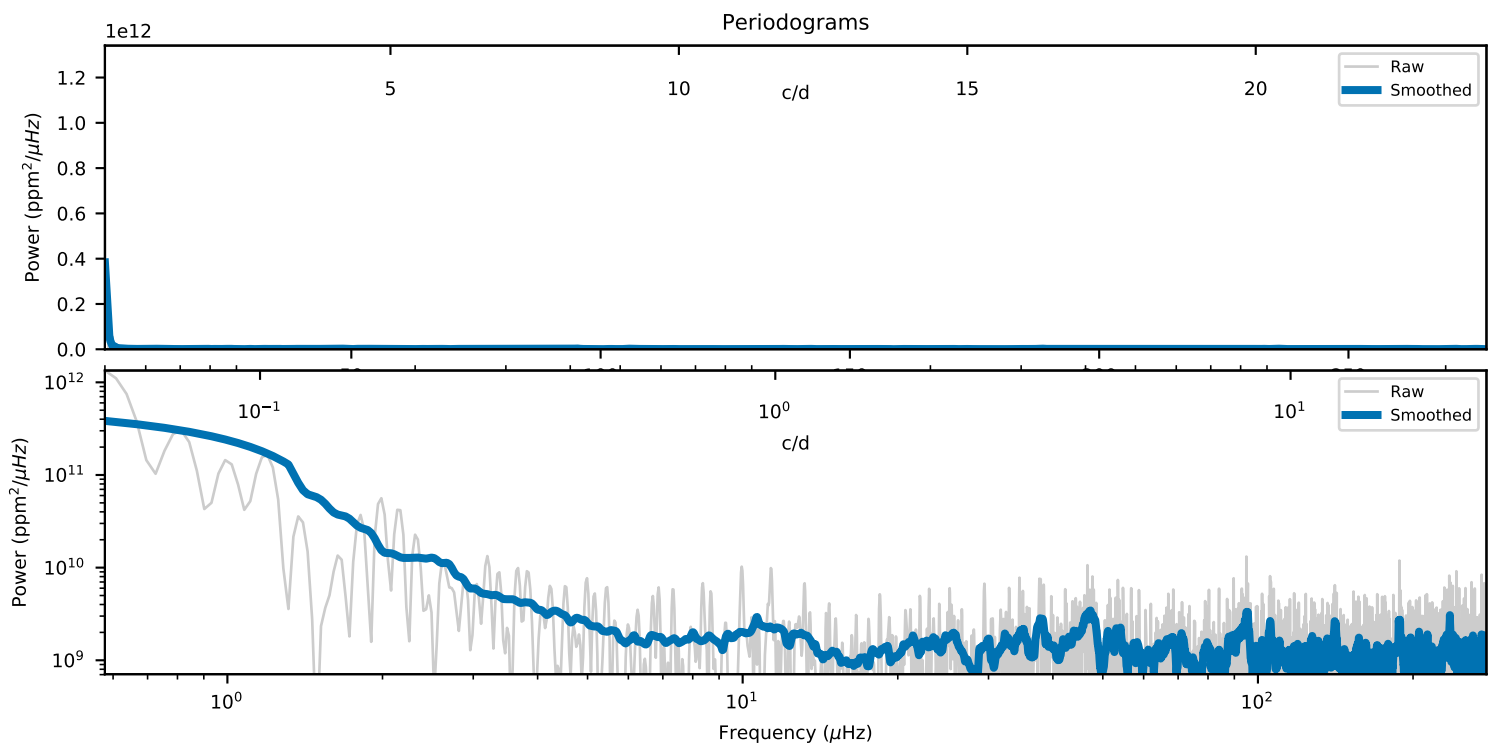 Periodograms
1e12
5 10 15 20
c/d
Raw
Smoothed
Power (ppm²/μHz)
1.2
1.0
0.8
0.6
0.4
0.2
0.0
10⁻¹ 10⁰ 10¹
c/d
Raw
Smoothed
Power (ppm²/μHz)
10¹²
10¹¹
10¹⁰
10⁹
10⁰ 10¹ 10²
Frequency (μHz)